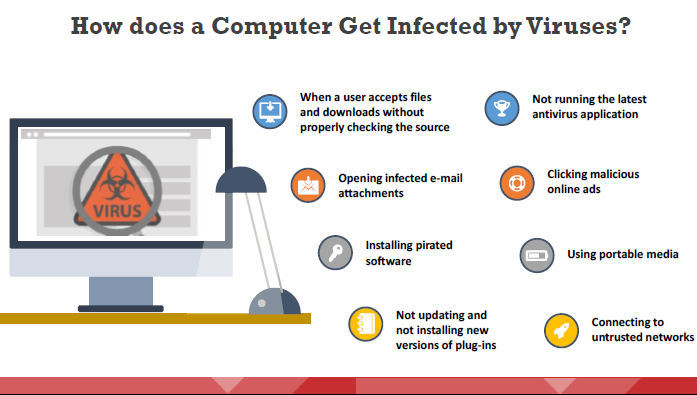 How does a Computer Get Infected by Viruses?
When a user accepts files
and downloads without
properly checking the source
Not running the latest
antivirus application
Opening infected e-mail
attachments
Clicking malicious
online ads
VIRUS
Installing pirated
software
Using portable media
Not updating and
not installing new
versions of plug-ins
Connecting to
untrusted networks